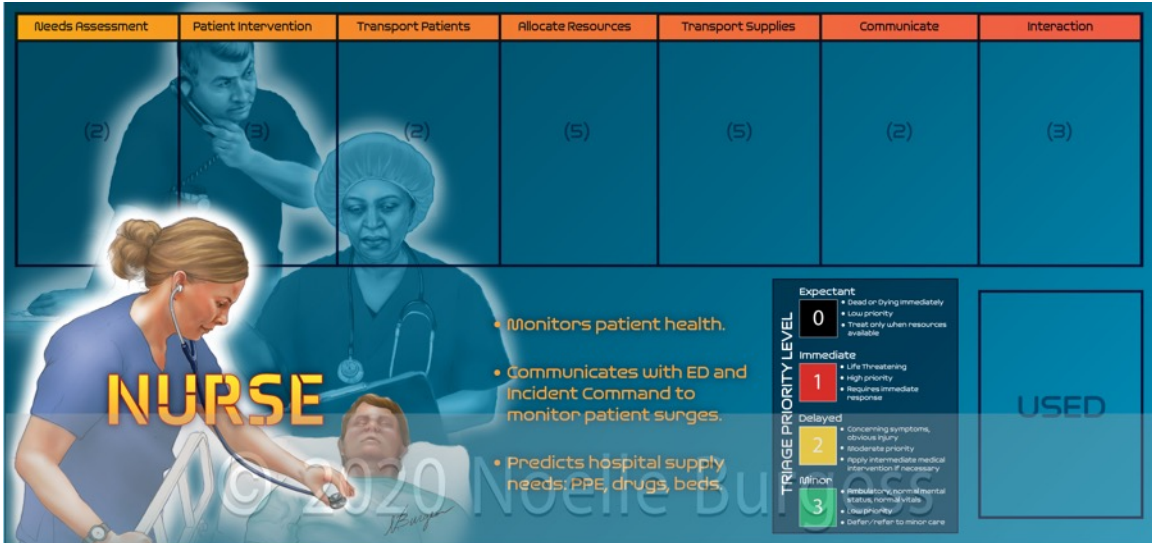 Needs Assessment
Patient Intervention
Transport Patients
Allocate Resources
Transport Supplies
Communicate
Interaction
(2)
(3)
(2)
(5)
(5)
(2)
(3)
NURSE
• Monitors patient health.
• Communicates with ED and
Incident Command to
monitor patient surges.
• Predicts hospital supply
needs: PPE, drugs, beds.
TRIAGE PRIORITY LEVEL
Expectant
0
• Dead or Dying Immediately
• Low priority
• Treat only when resources
available
Immediate
1
• Life Threatening
• High priority
• Requires immediate
response
Delayed
2
• Concerning symptoms,
obvious injury
• Moderate priority
• Apply intermediate medical
intervention if necessary
Minor
3
• Ambulatory, normal mental
status, normal vitals
• Low priority
• Defer/refer to minor care
USED
© 2020 Noelle Burgess
NBurgess